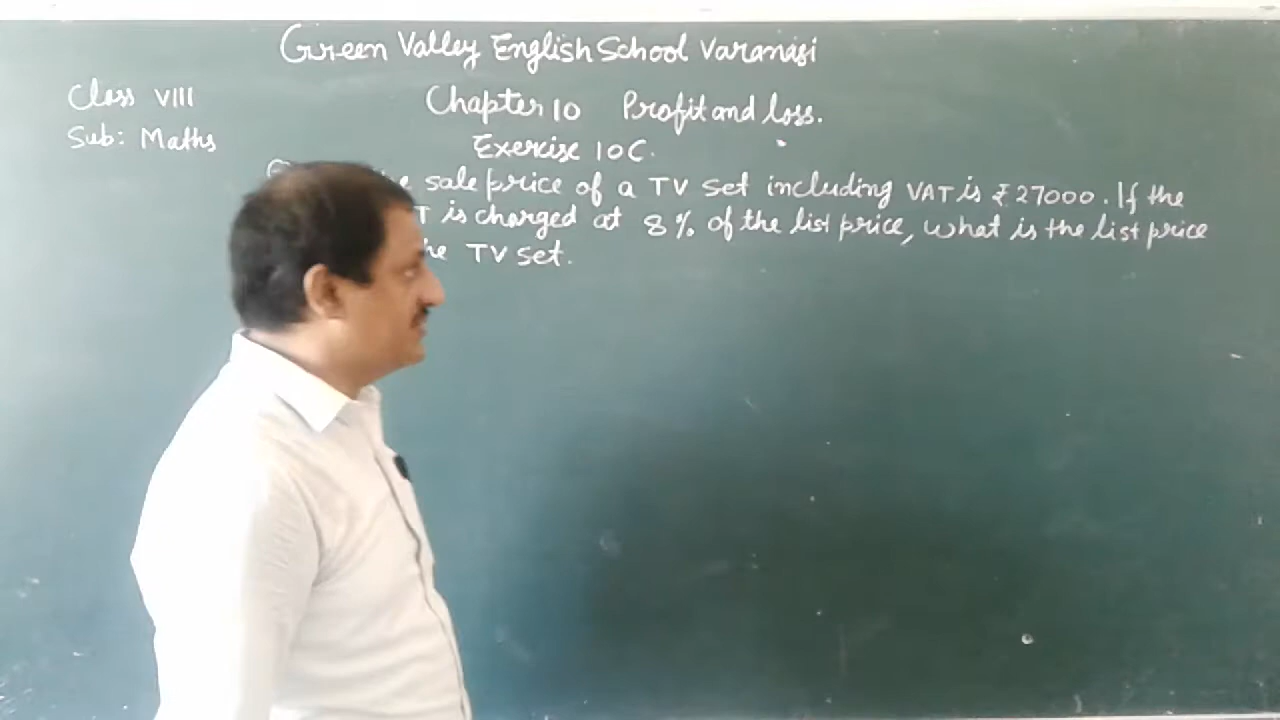 Green Valley English School Varanasi
Class VIII
Chapter 10 Profit and loss.
Sub: Maths
Exercise 10C.
sale price of a TV set including VAT is ₹27000. If the
T is charged at 8% of the list price, what is the list price
he TV set.